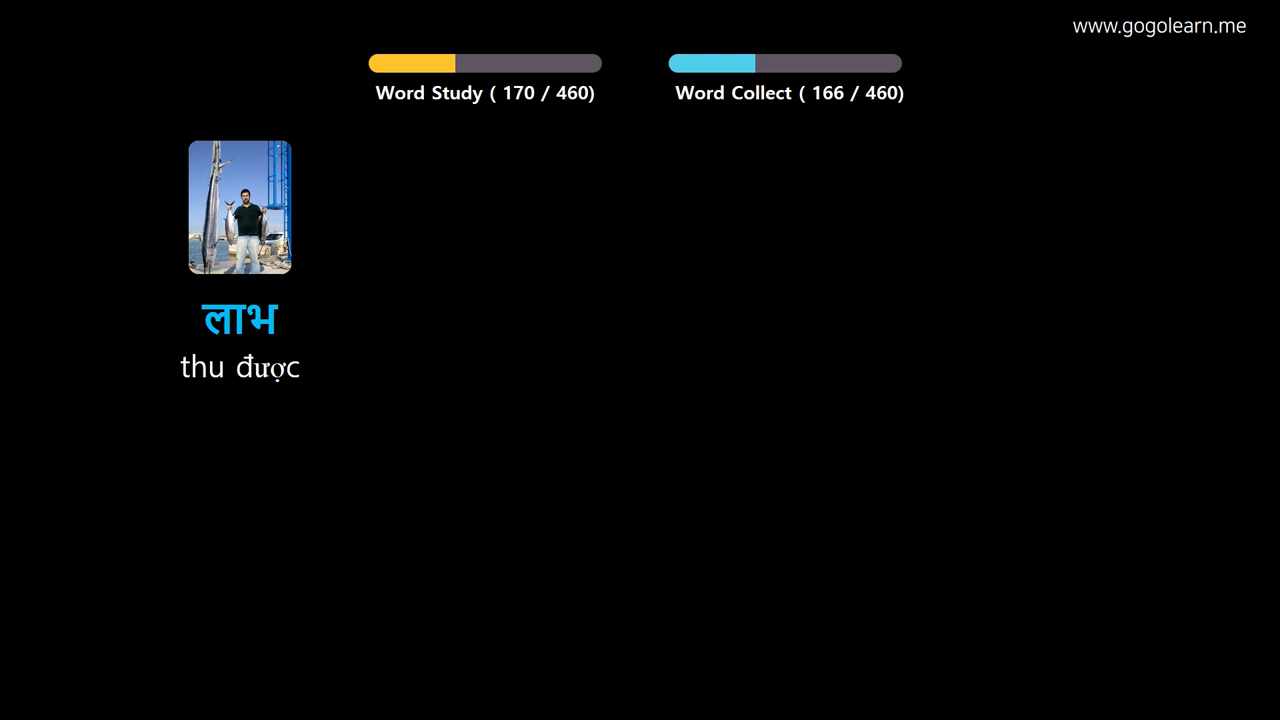 www.gogolearn.me
Word Study ( 170 / 460)
Word Collect ( 166 / 460)
लाभ
thu được